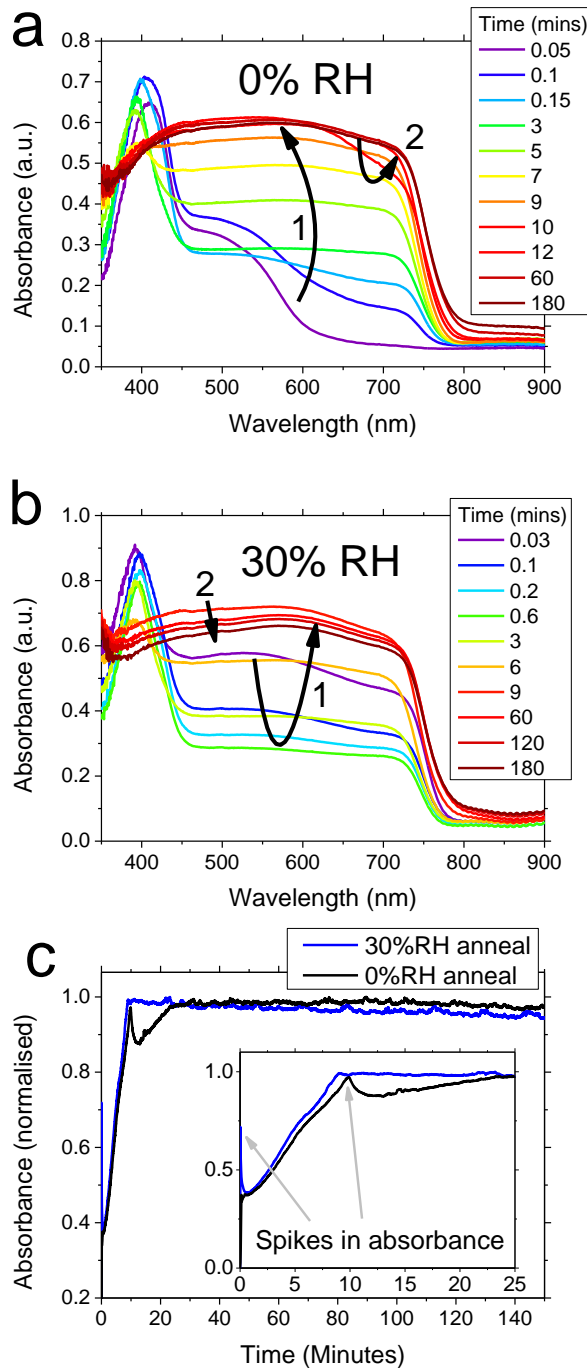 a
Time (mins)
0.05
0.1
0.15
3
5
7
9
10
12
60
180
0% RH
1
2
0.8
0.7
0.6
0.5
0.4
0.3
0.2
0.1
0.0
Absorbance (a.u.)
400 500 600 700 800 900
Wavelength (nm)
b
Time (mins)
0.03
0.1
0.2
0.6
3
6
9
60
120
180
30% RH
2
1
1.0
0.8
0.6
0.4
0.2
0.0
Absorbance (a.u.)
400 500 600 700 800 900
Wavelength (nm)
c
30%RH anneal
0%RH anneal
1.0
0.9
0.8
0.7
0.6
0.4
0.2
Absorbance (normalised)
1.0
0.5
0.0
Spikes in absorbance
0 5 10 15 20 25
0 20 40 60 80 100 120 140
Time (Minutes)